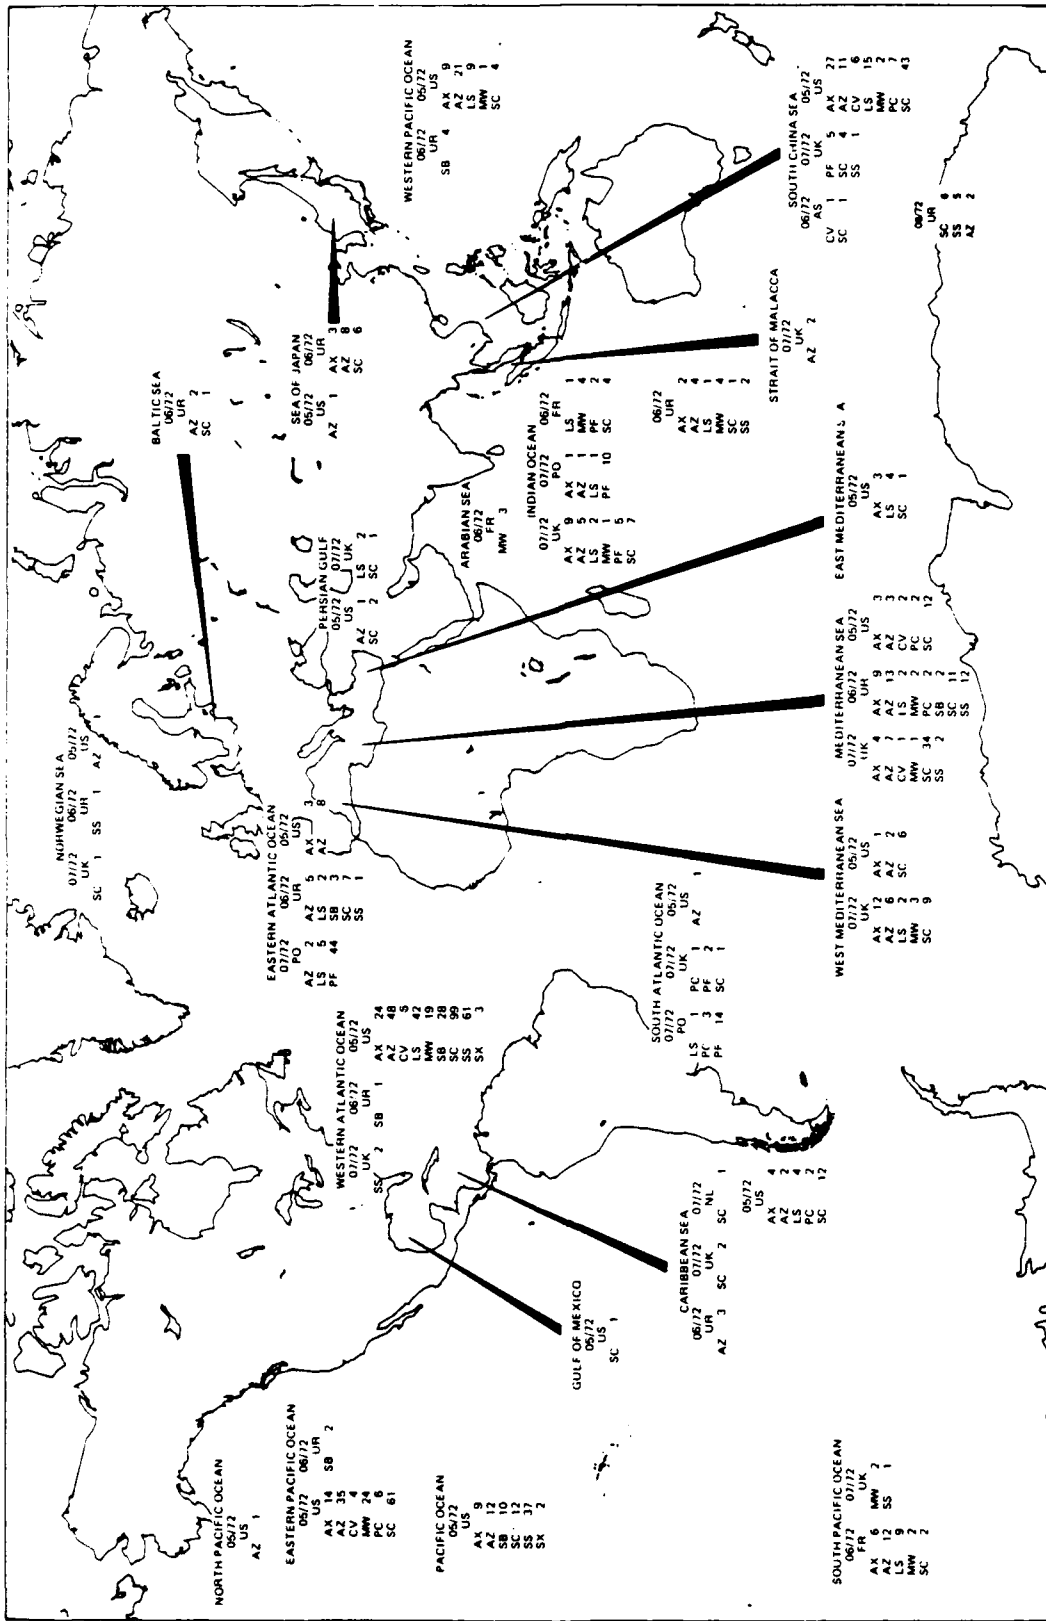 NORWEGIAN SEA
07/72 06/72 05/72
UK UR US
SC 1 SS 1 AZ 1
BALTIC SEA
06/72
UR
AZ 2
SC 1
NORTH PACIFIC OCEAN
05/72
US
AZ 1
EASTERN PACIFIC OCEAN
05/72 06/72
US UR
AX 14 SB 2
AZ 35
CV 4
MW 24
PC 6
SC 61
PACIFIC OCEAN
05/72
US
AX 9
AZ 12
SB 10
SC 12
SS 37
SX 2
WESTERN ATLANTIC OCEAN
07/72 06/72 05/72
UK UR US
SS 2 SB 1 AX 24
AZ 48
CV 5
LS 42
MW 19
SB 28
SC 99
SS 61
SX 3
EASTERN ATLANTIC OCEAN
07/72 06/72 05/72
PO UR US
AZ 2 AZ 5 AX 3
LS 5 LS 2 AZ 8
PF 44 SB 3
SC 7
SS 1
PERSIAN GULF
05/72 07/72
US UK
AZ 1 LS 2
SC 2 SC 1
SEA OF JAPAN
05/72 06/72
US UR
AZ 1 AX 3
AZ 8
SC 6
WESTERN PACIFIC OCEAN
06/72 05/72
UR US
SB 4 AX 9
AZ 21
LS 9
MW 1
SC 4
ARABIAN SEA
06/72
FR
MW 3
INDIAN OCEAN
07/72 07/72 06/72
UK PO FR
AX 9 AX 1 LS 1
AZ 5 AZ 1 MW 4
LS 2 LS 1 PF 2
MW 1 PF 10 SC 4
PF 5
SC 7
06/72
UR
AX 2
AZ 4
LS 1
MW 4
SC 1
SS 2
GULF OF MEXICO
05/72
US
SC 1
CARIBBEAN SEA
06/72 07/72 07/72
UR UK NL
AZ 3 SC 2 SC 1
05/72
US
AX 4
AZ 2
LS 4
PC 2
SC 12
SOUTH ATLANTIC OCEAN
07/72 07/72 05/72
PO UK US
LS 1 PC 1 AZ 1
PC 3 PF 2
PF 14 SC 1
STRAIT OF MALACCA
07/72
UK
AZ 2
SOUTH CHINA SEA
06/72 07/72 05/72
AS UK US
CV 1 PF 5 AX 27
SC 1 SC 4 AZ 11
SS 1 CV 6
LS 15
MW 2
PC 7
SC 43
SOUTH PACIFIC OCEAN
06/72 07/72
FR UK
AX 6 MW 2
AZ 12 SS 1
LS 9
MW 2
SC 2
WEST MEDITERRANEAN SEA
07/72 05/72
UK US
AX 12 AX 1
AZ 6 AZ 2
LS 2 SC 6
MW 3
SC 9
MEDITERRANEAN SEA
07/72 06/72 05/72
UK UR US
AX 4 AX 9 AX 3
AZ 7 AZ 13 AZ 3
CV 1 LS 2 CV 2
MW 1 MW 2 PC 2
SC 34 PC 2 SC 12
SS 2 SB 2
SC 11
SS 12
EAST MEDITERRANEAN S A
05/72
US
AX 3
LS 4
SC 1
UR
SC 6
SS 5
AZ 2